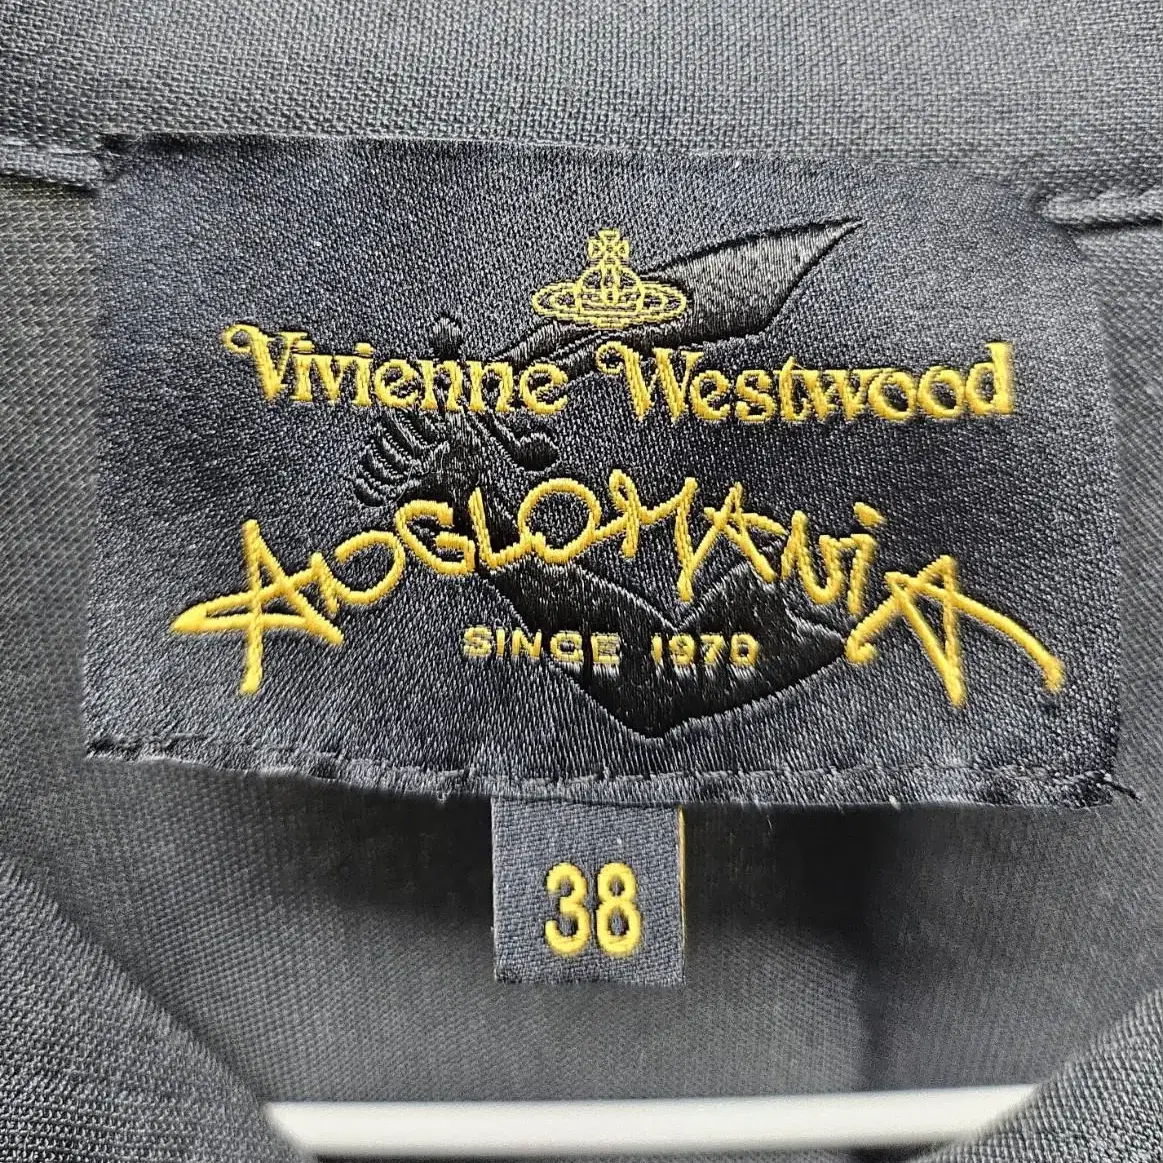 Vivienne Westwood
ANGLOMANiA
SINCE 1970
38